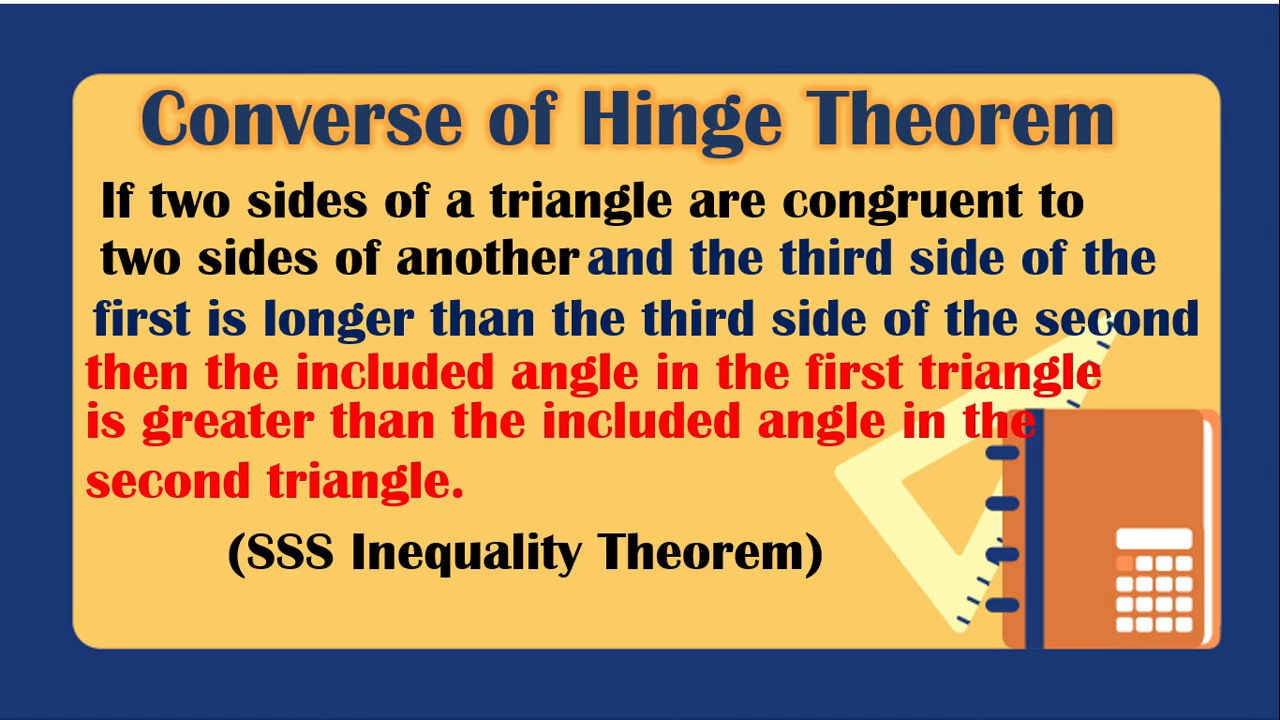 Converse of Hinge Theorem
If two sides of a triangle are congruent to
two sides of another and the third side of the
first is longer than the third side of the second
then the included angle in the first triangle
is greater than the included angle in the
second triangle.
(SSS Inequality Theorem)